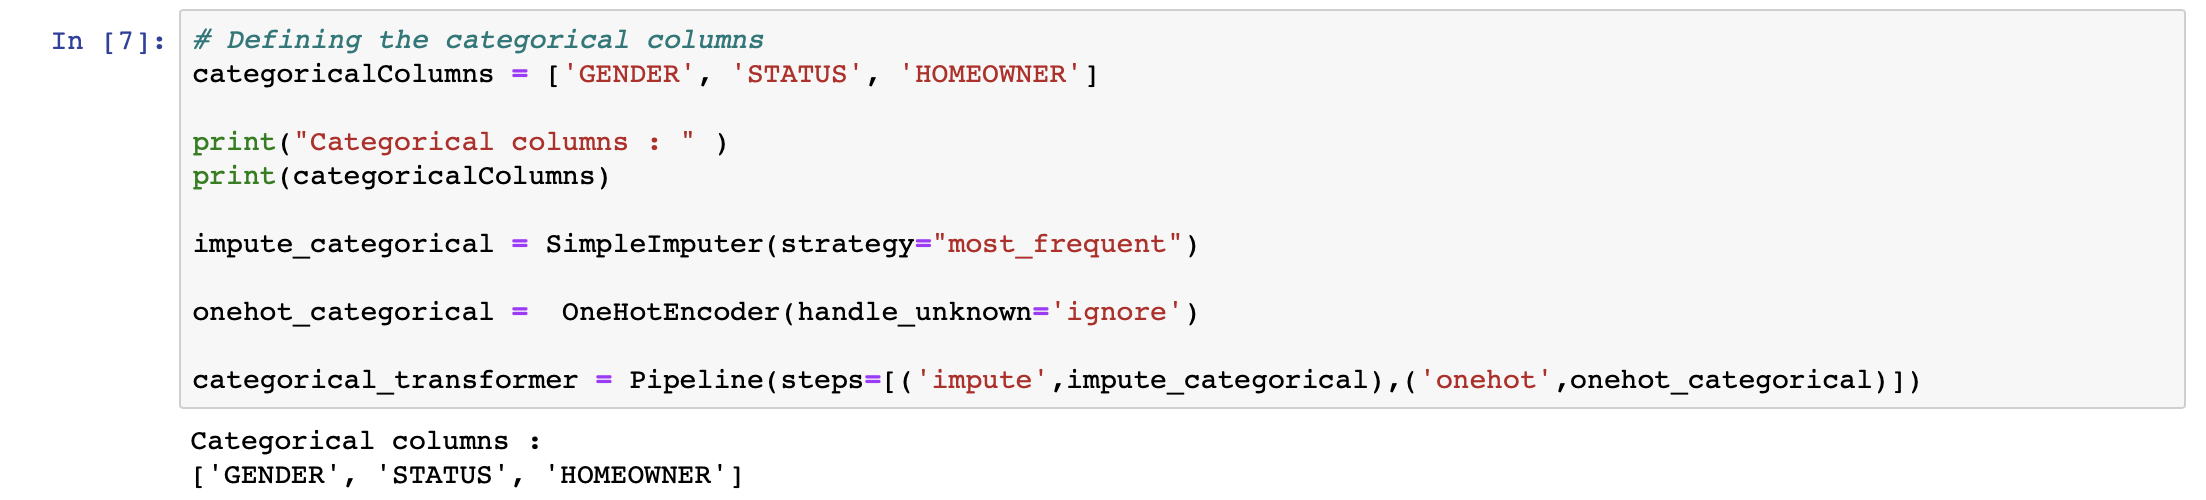 In [7]: # Defining the categorical columns
categoricalColumns = ['GENDER', 'STATUS', 'HOMEOWNER']
print("Categorical columns : " )
print(categoricalColumns)
impute_categorical = SimpleImputer(strategy="most_frequent")
onehot_categorical =  OneHotEncoder(handle_unknown='ignore')
categorical_transformer = Pipeline(steps=[('impute',impute_categorical),('onehot',onehot_categorical)])
Categorical columns :
['GENDER', 'STATUS', 'HOMEOWNER']